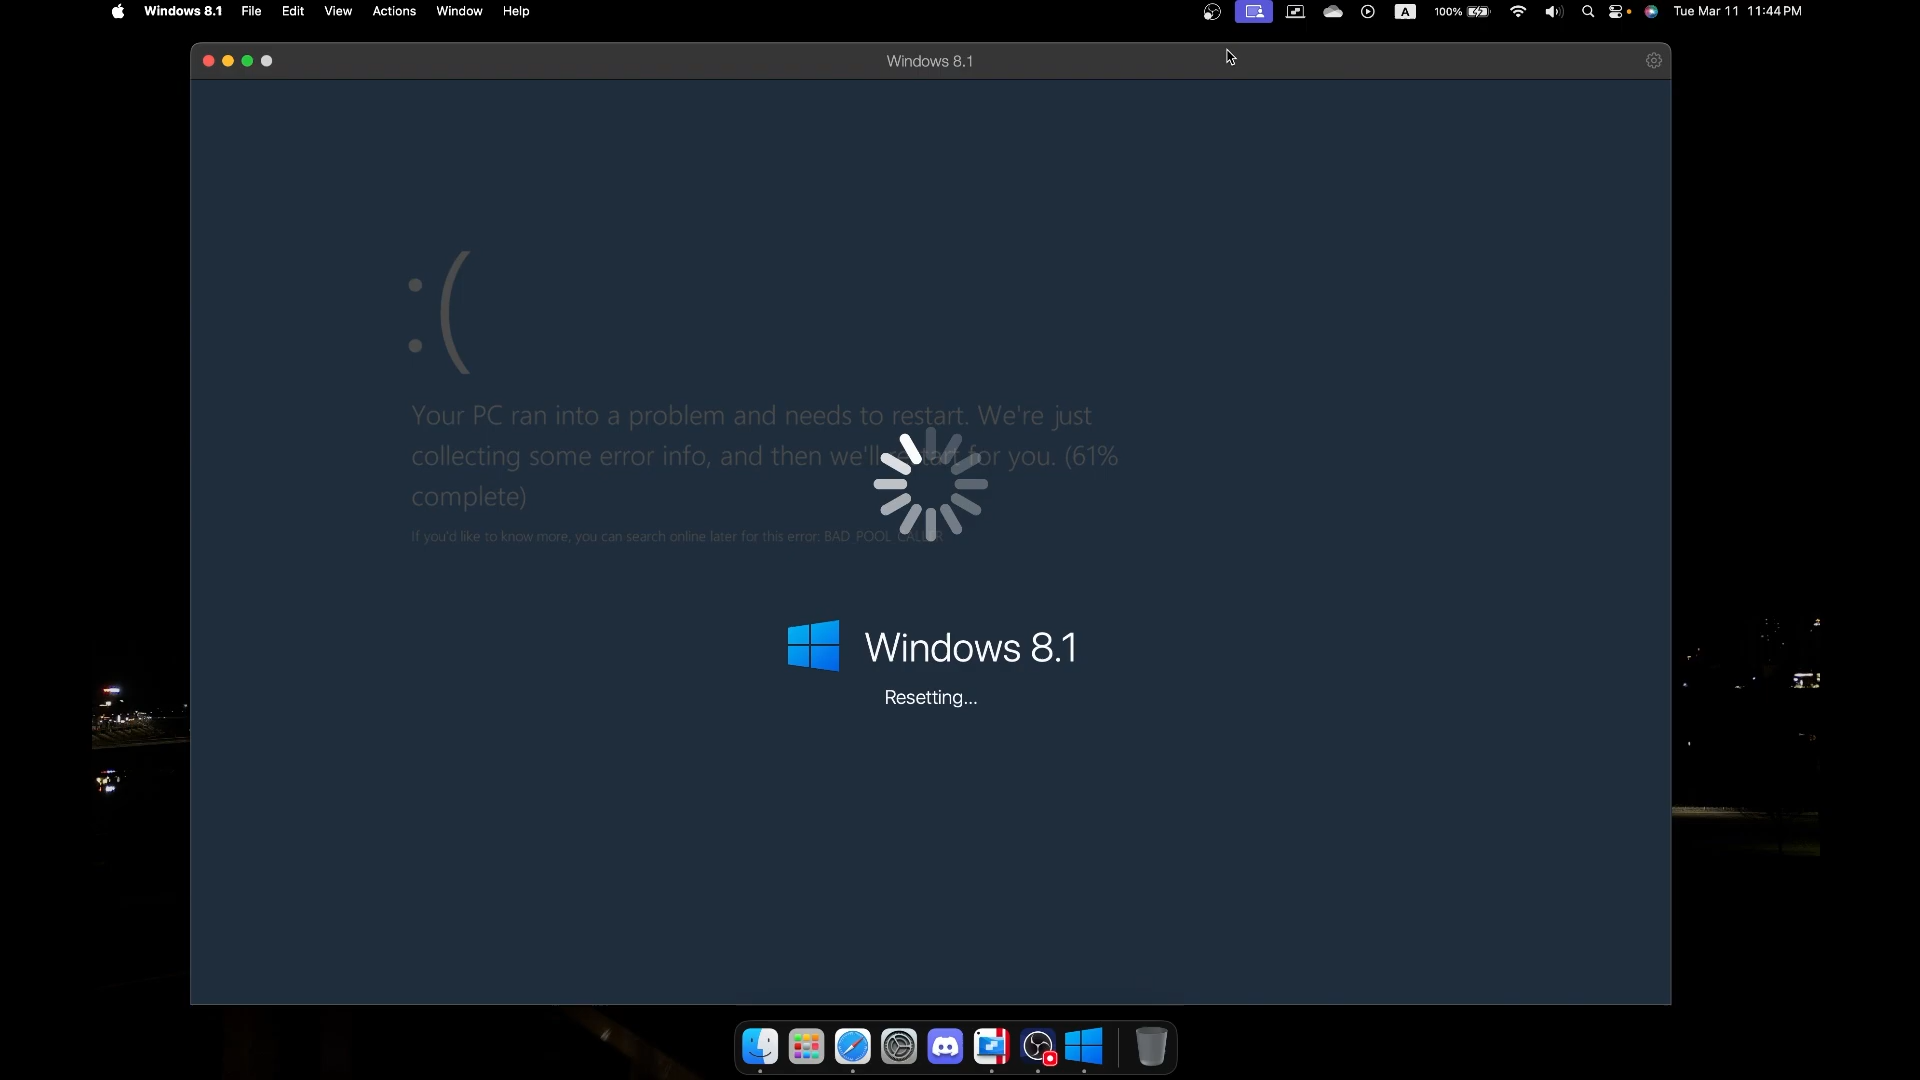 Windows 8.1 File Edit View Actions Window Help A 100% Tue Mar 11 11:44 PM
Windows 8.1
:(
Your PC ran into a problem and needs to restart. We're just
collecting some error info, and then we'll restart for you. (61%
complete)
If you'd like to know more, you can search online later for this error: BAD_POOL_CALLER
Windows 8.1
Resetting...